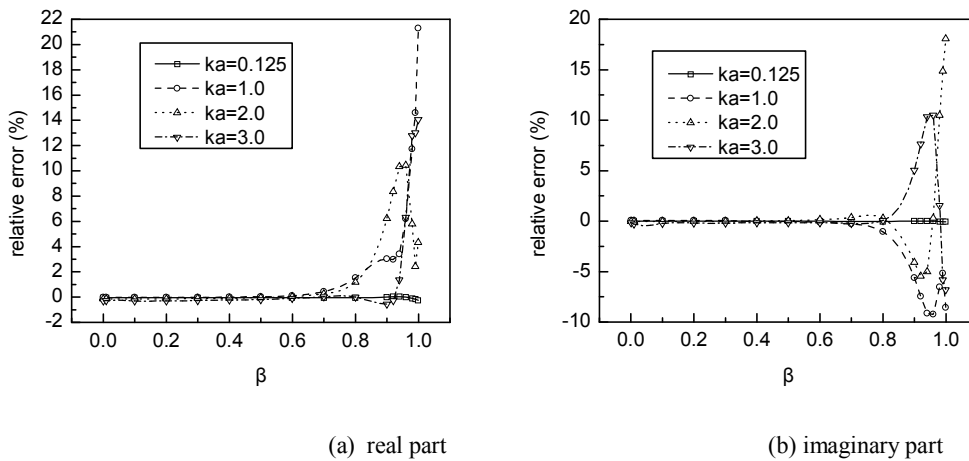 22
20
18
16
14
12
10
8
6
4
2
0
-2
relative error (%)
0.0 0.2 0.4 0.6 0.8 1.0
β
ka=0.125
ka=1.0
ka=2.0
ka=3.0
(a) real part
20
15
10
5
0
-5
-10
relative error (%)
0.0 0.2 0.4 0.6 0.8 1.0
β
ka=0.125
ka=1.0
ka=2.0
ka=3.0
(b) imaginary part